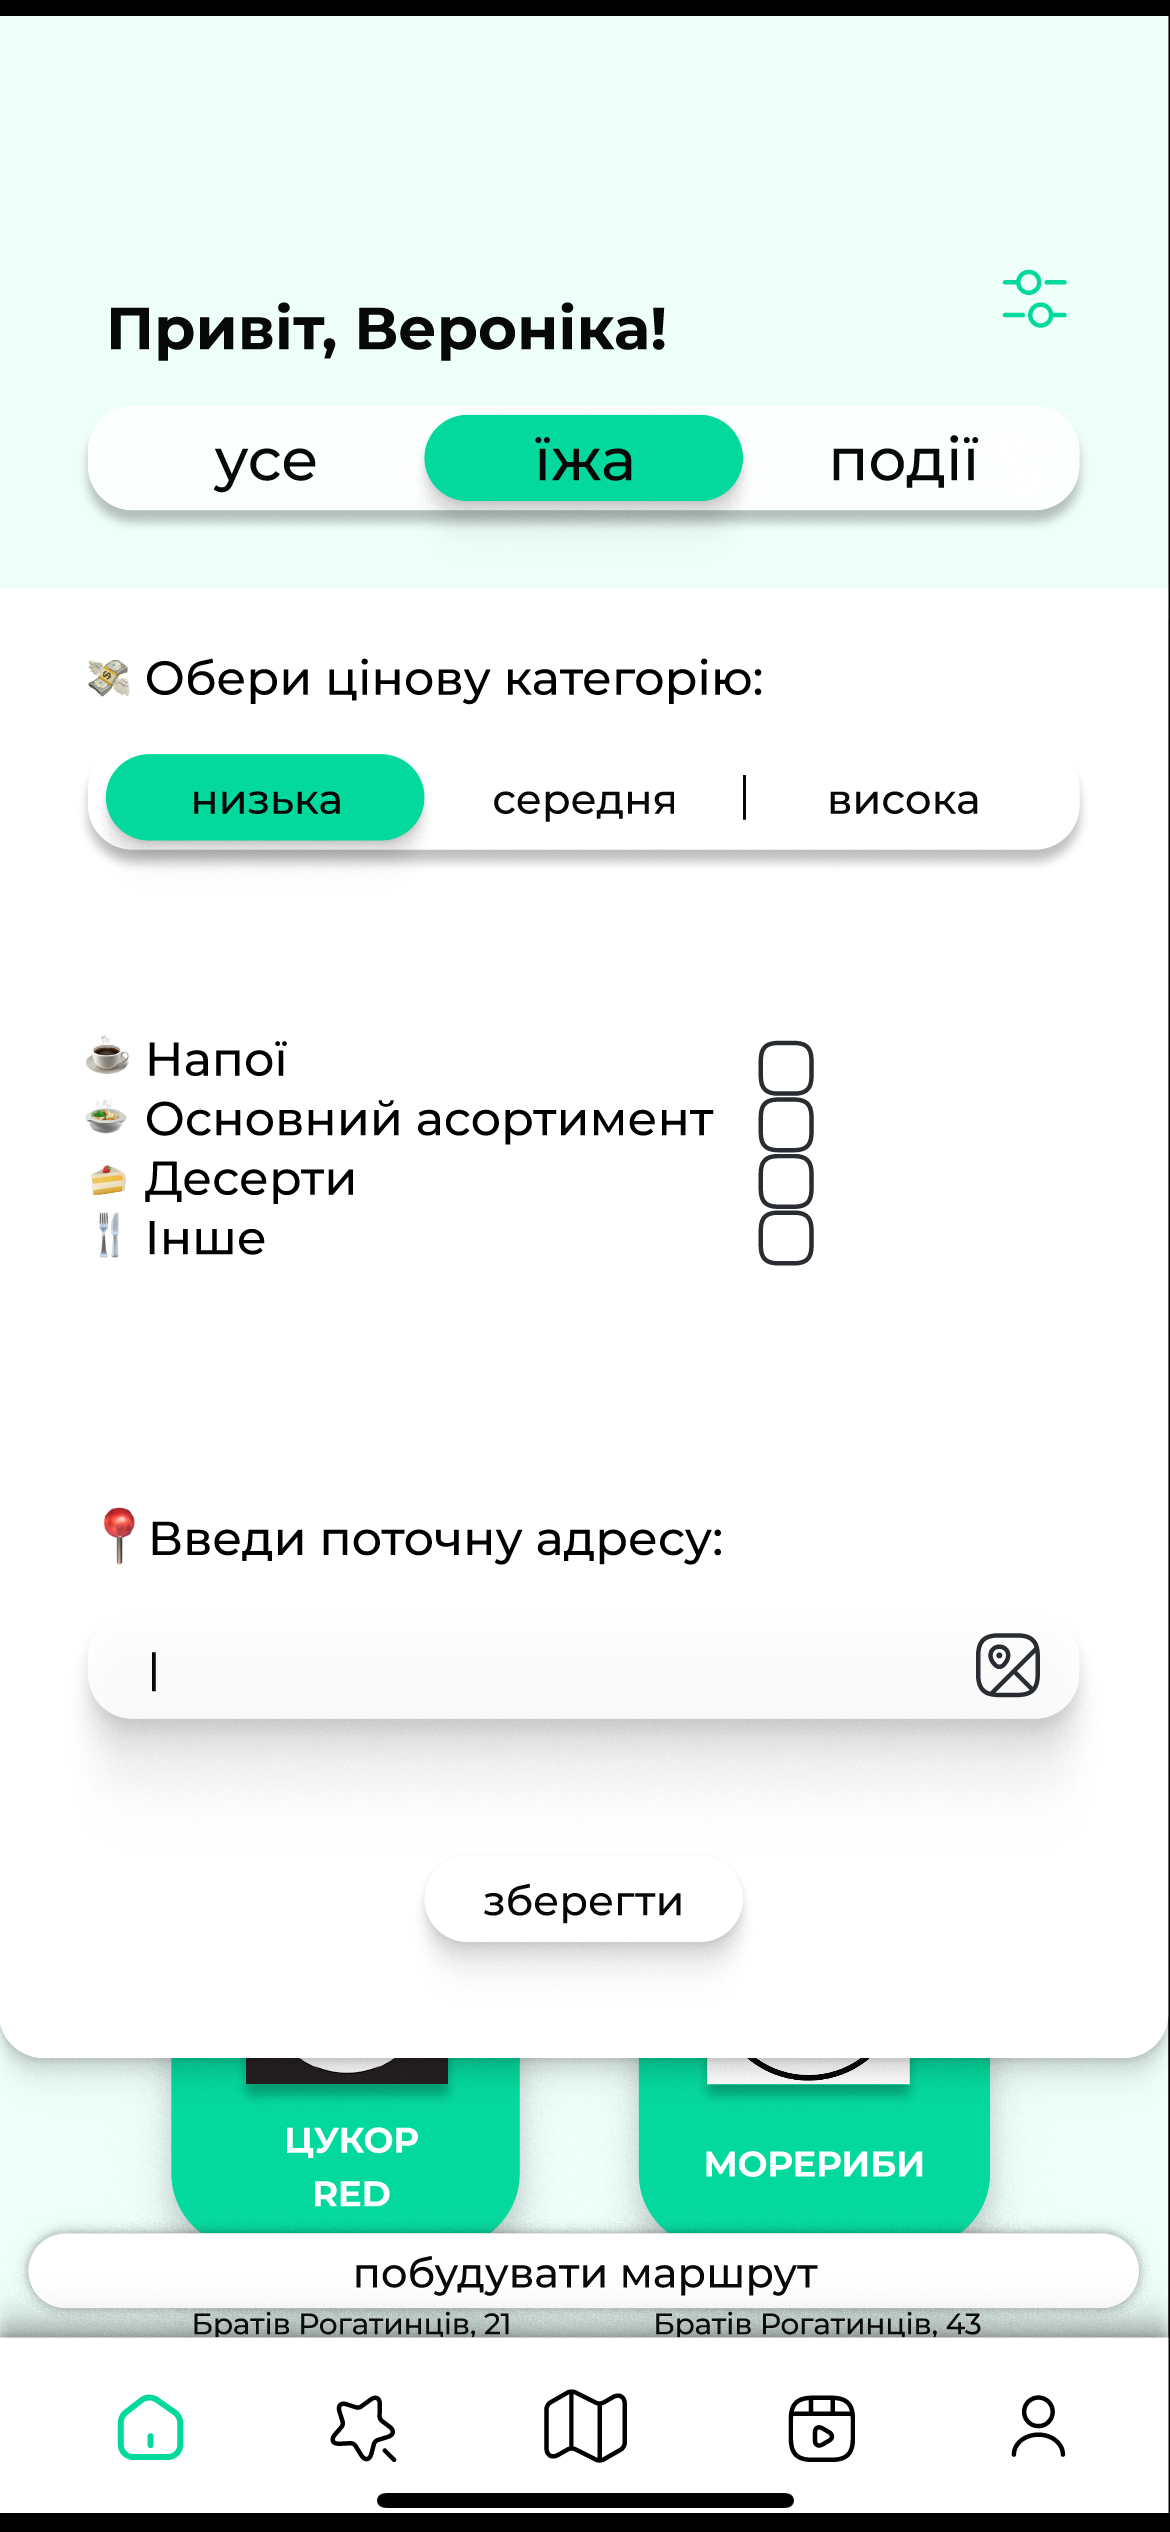 Привіт, Вероніка!
усе їжа події
💸 Обери цінову категорію:
низька середня | висока
☕ Напої
🍲 Основний асортимент
🍰 Десерти
🍴 Інше
📍 Введи поточну адресу:
зберегти
ЦУКОР МОРЕРИБИ
RED
побудувати маршрут
Братів Рогатинців, 21 Братів Рогатинців, 43